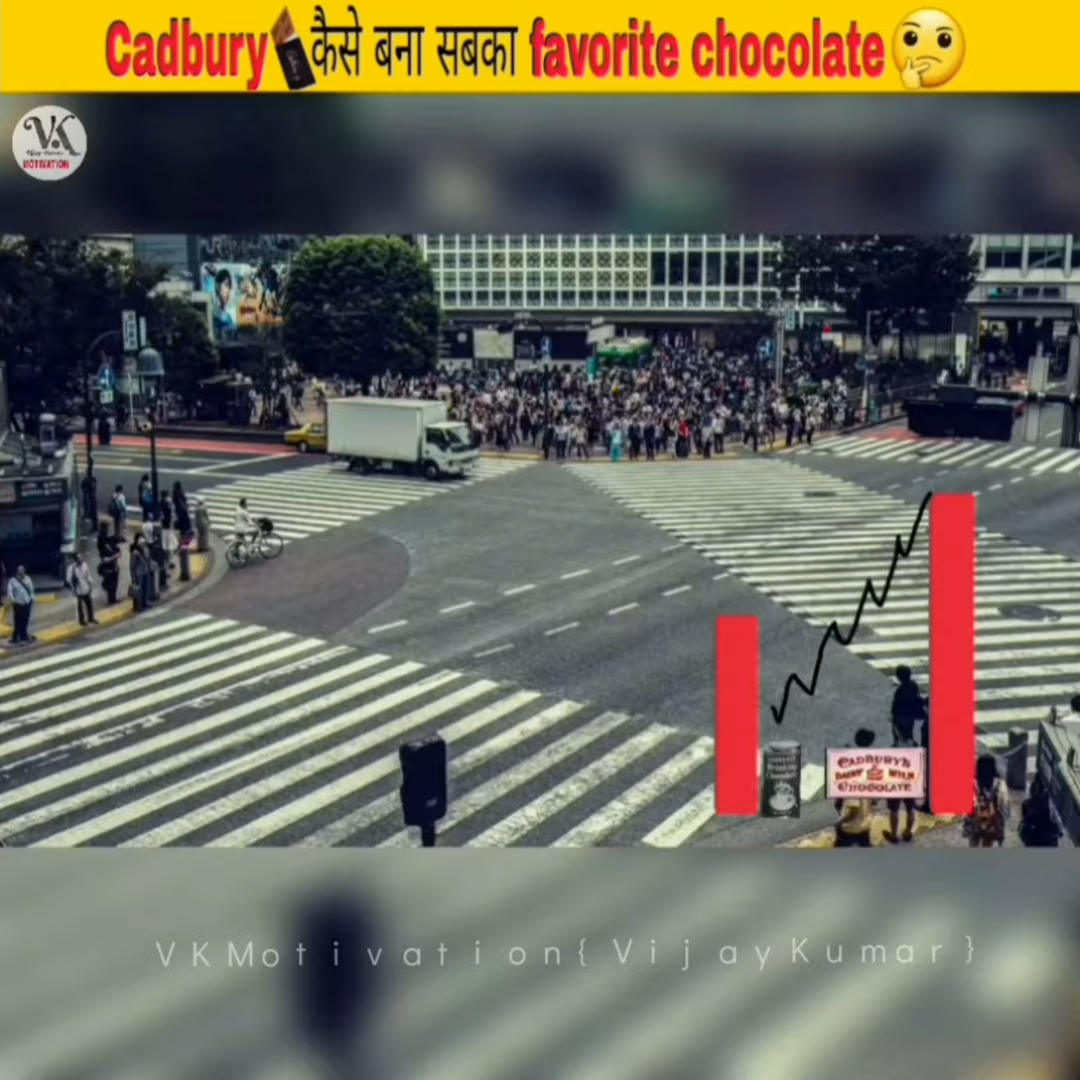 Cadbury कैसे बना सबका favorite chocolate
VK
MOTIVATION
CADBURY'S
DAIRY MILK
CHOCOLATE
VKMotivation{VijayKumar}